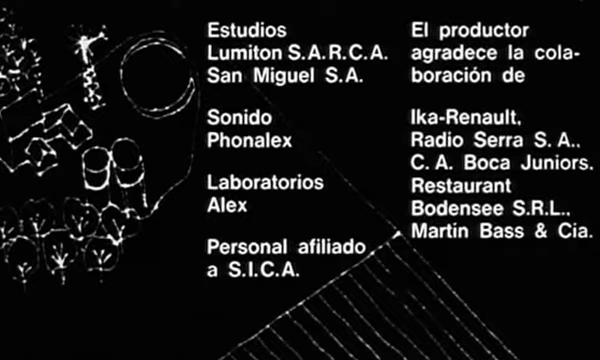 Estudios
Lumiton S.A.R.C.A.
San Miguel S.A.
Sonido
Phonalex
Laboratorios
Alex
Personal afiliado
a S.I.C.A.
El productor
agradece la cola-
boración de
Ika-Renault,
Radio Serra S. A..
C. A. Boca Juniors.
Restaurant
Bodensee S.R.L..
Martin Bass & Cia.